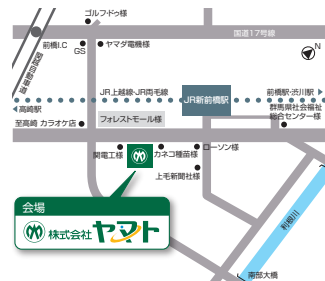 ゴルフドゥ様
国道17号線
前橋I.C
GS
ヤマダ電機様
N
関越自動車道
JR上越線・JR両毛線
JR新前橋駅
前橋駅・渋川駅
高崎駅
群馬県社会福祉
総合センター様
フォレストモール様
至高崎 カラオケ店
関電工様
カネコ種苗様
ローソン様
上毛新聞社様
会場
株式会社ヤマト
利根川
南部大橋